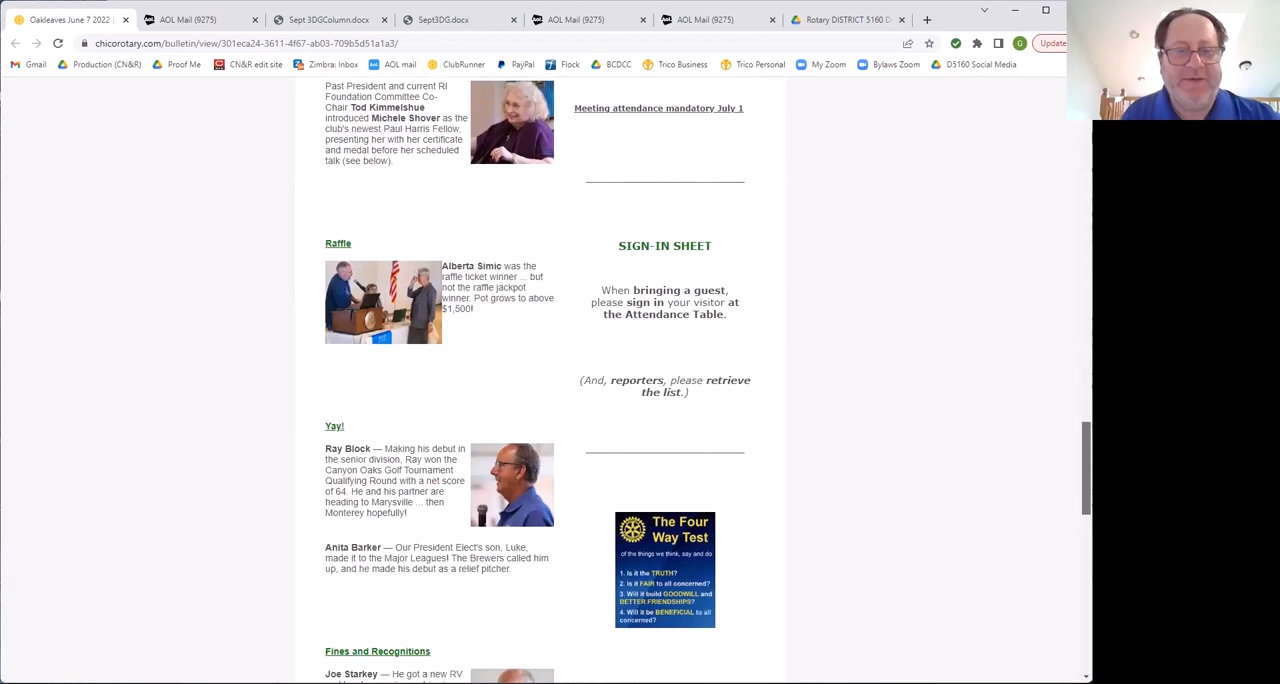 Oakleaves June 7 2022 |
AOL Mail (9275)
Sept 3DGColumn.docx
Sept3DG.docx
AOL Mail (9275)
AOL Mail (9275)
Rotary DISTRICT 5160 D
chicorotary.com/bulletin/view/301eca24-3611-4f67-ab03-709b5d51a1a3/
G
Update
Gmail
Production (CN&R)
Proof Me
CN&R edit site
Zimbra: Inbox
AOL mail
ClubRunner
PayPal
Flock
BCDCC
Trico Business
Trico Personal
My Zoom
Bylaws Zoom
D5160 Social Media
Past President and current RI
Foundation Committee Co-
Chair Tod Kimmelshue
introduced Michele Shover as the
club's newest Paul Harris Fellow,
presenting her with her certificate
and medal before her scheduled
talk (see below).
Meeting attendance mandatory July 1
Raffle
Alberta Simic was the
raffle ticket winner ... but
not the raffle jackpot
winner. Pot grows to above
$1,500!
SIGN-IN SHEET
When bringing a guest,
please sign in your visitor at
the Attendance Table.
(And, reporters, please retrieve
the list.)
Yay!
Ray Block — Making his debut in
the senior division, Ray won the
Canyon Oaks Golf Tournament
Qualifying Round with a net score
of 64. He and his partner are
heading to Marysville ... then
Monterey hopefully!
Anita Barker — Our President Elect's son, Luke,
made it to the Major Leagues! The Brewers called him
up, and he made his debut as a relief pitcher.
The Four
Way Test
of the things we think, say and do
1. Is it the TRUTH?
2. Is it FAIR to all concerned?
3. Will it build GOODWILL and
BETTER FRIENDSHIPS?
4. Will it be BENEFICIAL to all
concerned?
Fines and Recognitions
Joe Starkey — He got a new RV